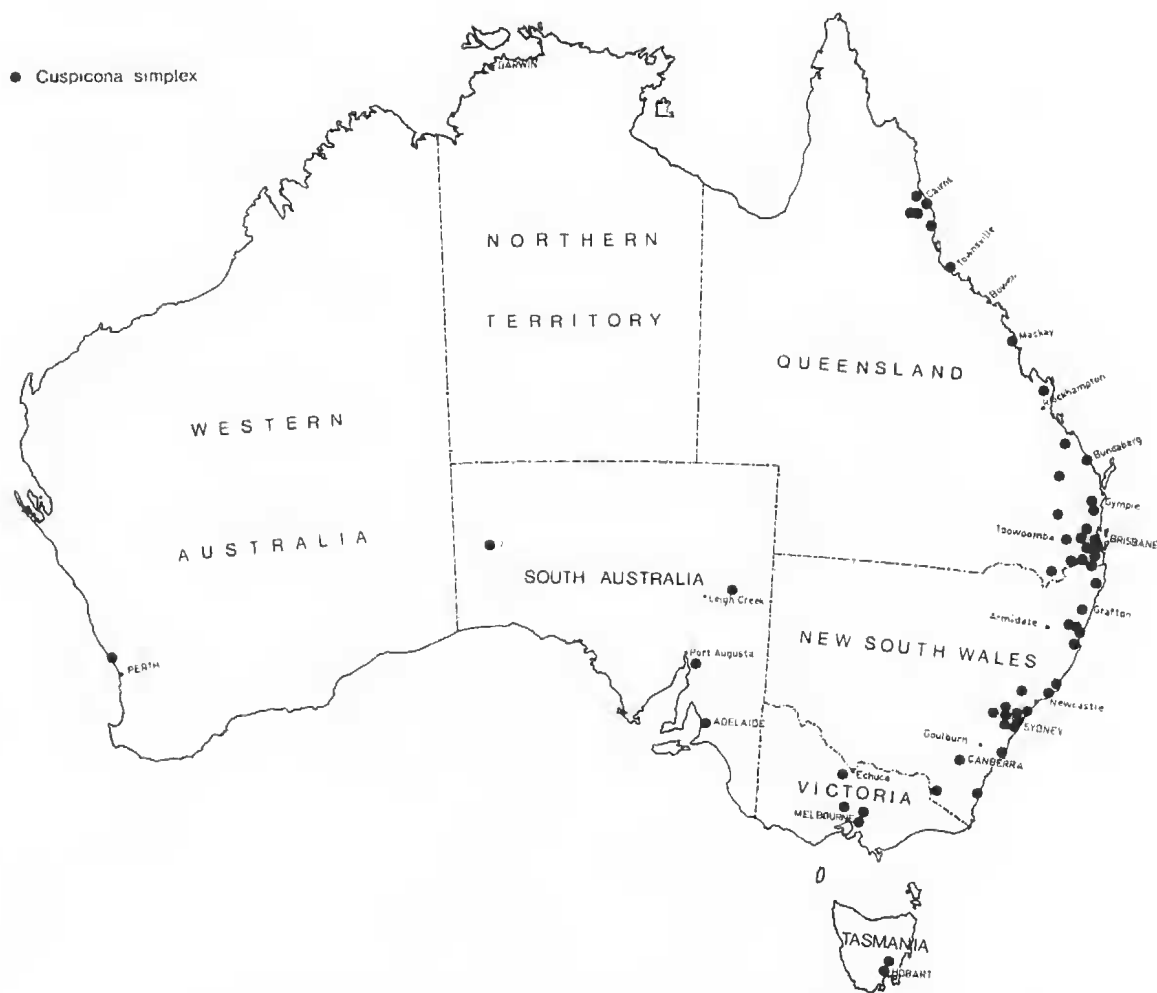 Cuspicona simplex
DARWIN
Cairns
Townsville
Bowen
Mackay
Rockhampton
Bundaberg
Gympie
Toowoomba
BRISBANE
NORTHERN
TERRITORY
QUEENSLAND
WESTERN
AUSTRALIA
SOUTH AUSTRALIA
Leigh Creek
Grafton
Armidale
NEW SOUTH WALES
PERTH
Port Augusta
Newcastle
ADELAIDE
SYDNEY
Goulburn
CANBERRA
Echuca
VICTORIA
MELBOURNE
TASMANIA
HOBART